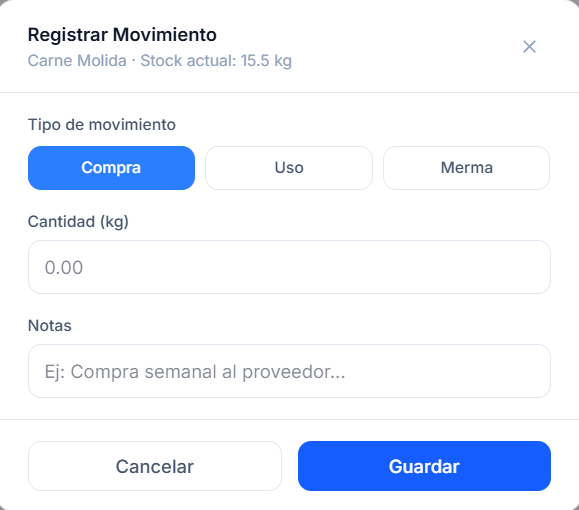 Registrar Movimiento
Carne Molida · Stock actual: 15.5 kg
Tipo de movimiento
Compra Uso Merma
Cantidad (kg)
0.00
Notas
Ej: Compra semanal al proveedor...
Cancelar Guardar